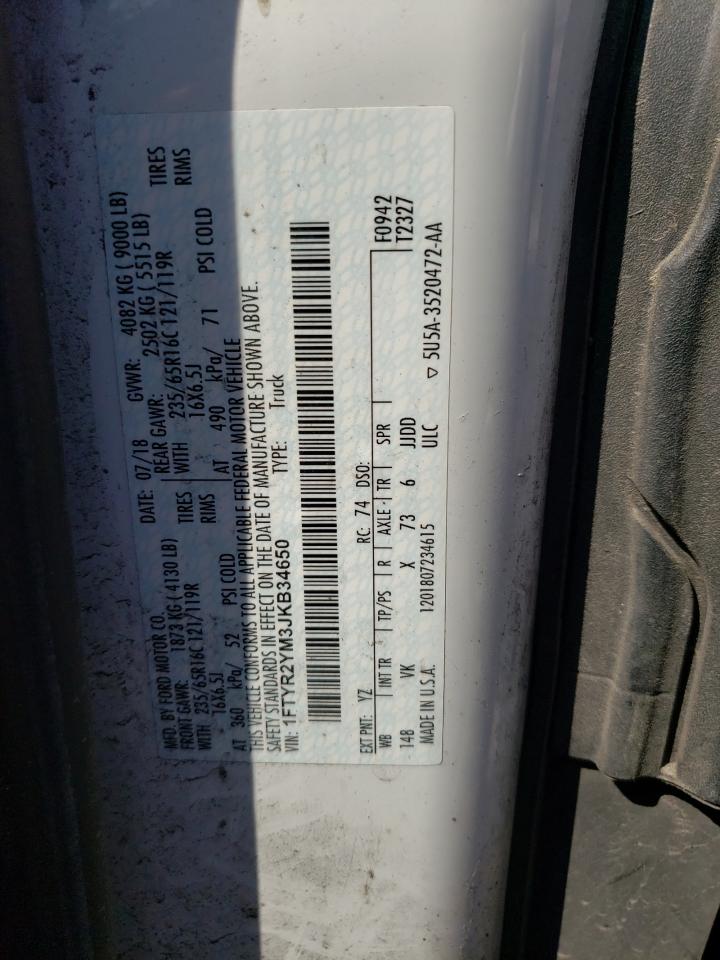 MFD. BY FORD MOTOR CO. DATE: 07/18 GVWR: 4082 KG ( 9000 LB)
FRONT GAWR: 1873 KG ( 4130 LB) REAR GAWR: 2502 KG ( 5515 LB)
WITH 235/65R16C 121/119R TIRES WITH 235/65R16C 121/119R TIRES
16X6.5J RIMS 16X6.5J RIMS
AT 360 kPa/ 52 PSI COLD AT 490 kPa/ 71 PSI COLD
THIS VEHICLE CONFORMS TO ALL APPLICABLE FEDERAL MOTOR VEHICLE
SAFETY STANDARDS IN EFFECT ON THE DATE OF MANUFACTURE SHOWN ABOVE.
VIN: 1FTYR2YM3JKB34650 TYPE: Truck
EXT PNT: YZ RC: 74 DSO: F0942
WB INT TR TP/PS R AXLE TR SPR T2327
148 VK X 73 6 JJDD
MADE IN U.S.A. 1201807234615 ULC ▽ 5U5A-3520472-AA